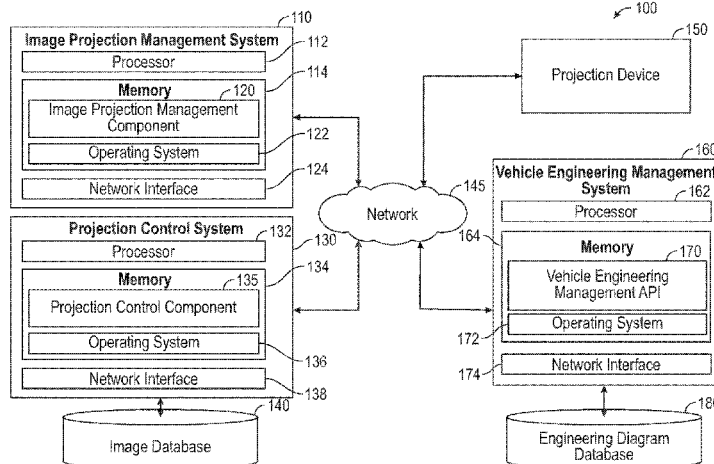 100
110
Image Projection Management System
112
Processor
114
Memory
120
Image Projection Management
Component
122
Operating System
124
Network Interface
Projection Control System
132
Processor
130
134
Memory
135
Projection Control Component
Operating System
136
Network Interface
138
140
Image Database
145
Network
150
Projection Device
160
Vehicle Engineering Management
System
162
Processor
164
Memory
170
Vehicle Engineering
Management API
172
Operating System
174
Network Interface
180
Engineering Diagram
Database